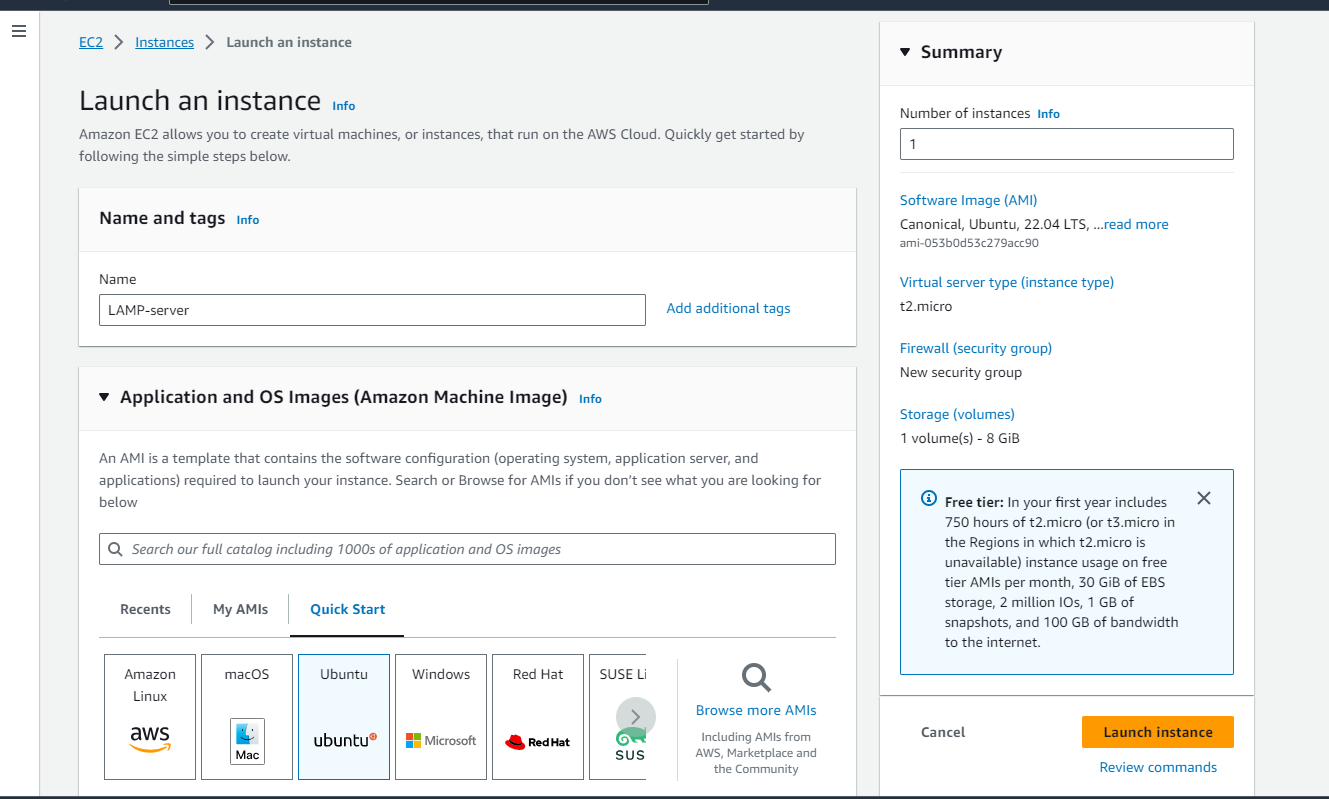 EC2 > Instances > Launch an instance
Launch an instance Info
Amazon EC2 allows you to create virtual machines, or instances, that run on the AWS Cloud. Quickly get started by
following the simple steps below.
Name and tags Info
Name
LAMP-server
Add additional tags
Application and OS Images (Amazon Machine Image) Info
An AMI is a template that contains the software configuration (operating system, application server, and
applications) required to launch your instance. Search or Browse for AMIs if you don't see what you are looking for
below
Search our full catalog including 1000s of application and OS images
Recents
My AMIs
Quick Start
Amazon
Linux
aws
macOS
Mac
Ubuntu
ubuntu
Windows
Microsoft
Red Hat
Red Hat
SUSE Li
SUS
Browse more AMIs
Including AMIs from
AWS, Marketplace and
the Community
Summary
Number of instances Info
1
Software Image (AMI)
Canonical, Ubuntu, 22.04 LTS, ...read more
ami-053b0d53c279acc90
Virtual server type (instance type)
t2.micro
Firewall (security group)
New security group
Storage (volumes)
1 volume(s) - 8 GiB
Free tier: In your first year includes
750 hours of t2.micro (or t3.micro in
the Regions in which t2.micro is
unavailable) instance usage on free
tier AMIs per month, 30 GiB of EBS
storage, 2 million IOs, 1 GB of
snapshots, and 100 GB of bandwidth
to the internet.
Cancel
Launch instance
Review commands